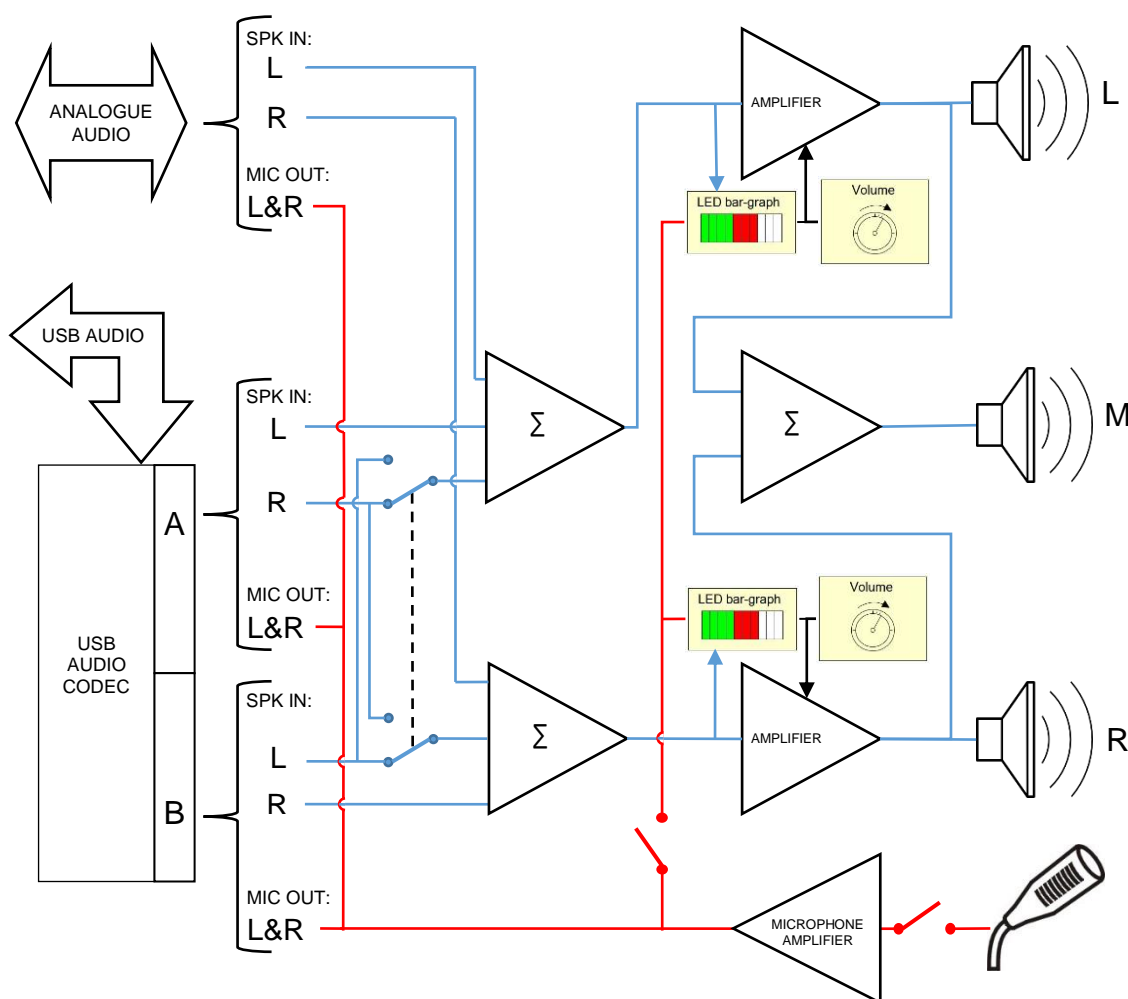 SPK IN:
L
R
MIC OUT:
L&R
ANALOGUE
AUDIO
AMPLIFIER
L
LED bar-graph
Volume
USB AUDIO
SPK IN:
L
R
MIC OUT:
L&R
A
Σ
Σ
M
USB
AUDIO
CODEC
B
SPK IN:
L
R
MIC OUT:
L&R
Σ
LED bar-graph
Volume
AMPLIFIER
R
MICROPHONE
AMPLIFIER